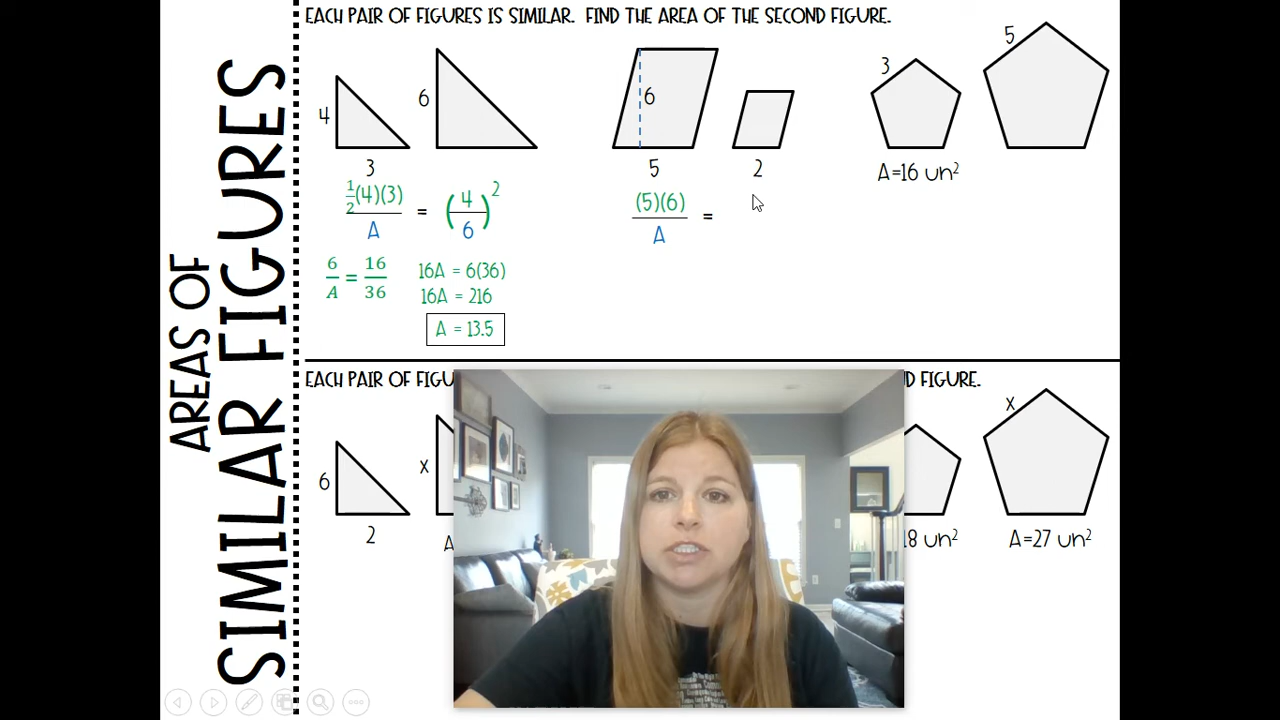 AREAS OF
SIMILAR FIGURES
EACH PAIR OF FIGURES IS SIMILAR. FIND THE AREA OF THE SECOND FIGURE.
4
3
6
6
5
2
3
5
A=16 un²
½(4)(3)/A = (4/6)²
6/A = 16/36
16A = 6(36)
16A = 216
A = 13.5
(5)(6)/A =
EACH PAIR OF FIGU
D FIGURE.
6
2
x
A
18 un²
x
A=27 un²